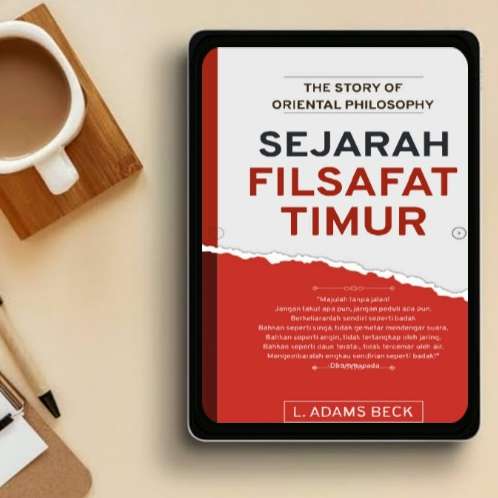 THE STORY OF
ORIENTAL PHILOSOPHY
SEJARAH
FILSAFAT
TIMUR
"Majulah tanpa jalan!
Jangan takut apa pun, jangan peduli apa pun.
Berkelanalah sendiri seperti badak
Bahkan seperti singa, tidak gemetar mendengar suara,
Bahkan seperti angin, tidak tertangkap oleh jaring,
Bahkan seperti daun teratai, tidak tercemar oleh air.
Mengembaralah engkau sendirian seperti badak!"
-Dhammapada
L. ADAMS BECK